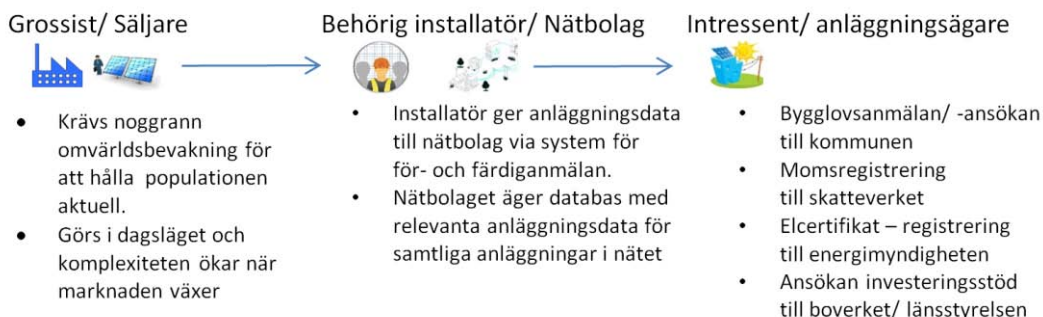 Grossist/ Säljare
• Krävs noggrann
omvärldsbevakning för
att hålla populationen
aktuell.
• Görs i dagsläget och
komplexiteten ökar när
marknaden växer
Behörig installatör/ Nätbolag
• Installatör ger anläggningsdata
till nätbolag via system för
för- och färdiganmälan.
• Nätbolaget äger databas med
relevanta anläggningsdata för
samtliga anläggningar i nätet
Intressent/ anläggningsägare
• Bygglovsanmälan/ -ansökan
till kommunen
• Momsregistrering
till skatteverket
• Elcertifikat – registrering
till energimyndigheten
• Ansökan investeringsstöd
till boverket/ länsstyrelsen